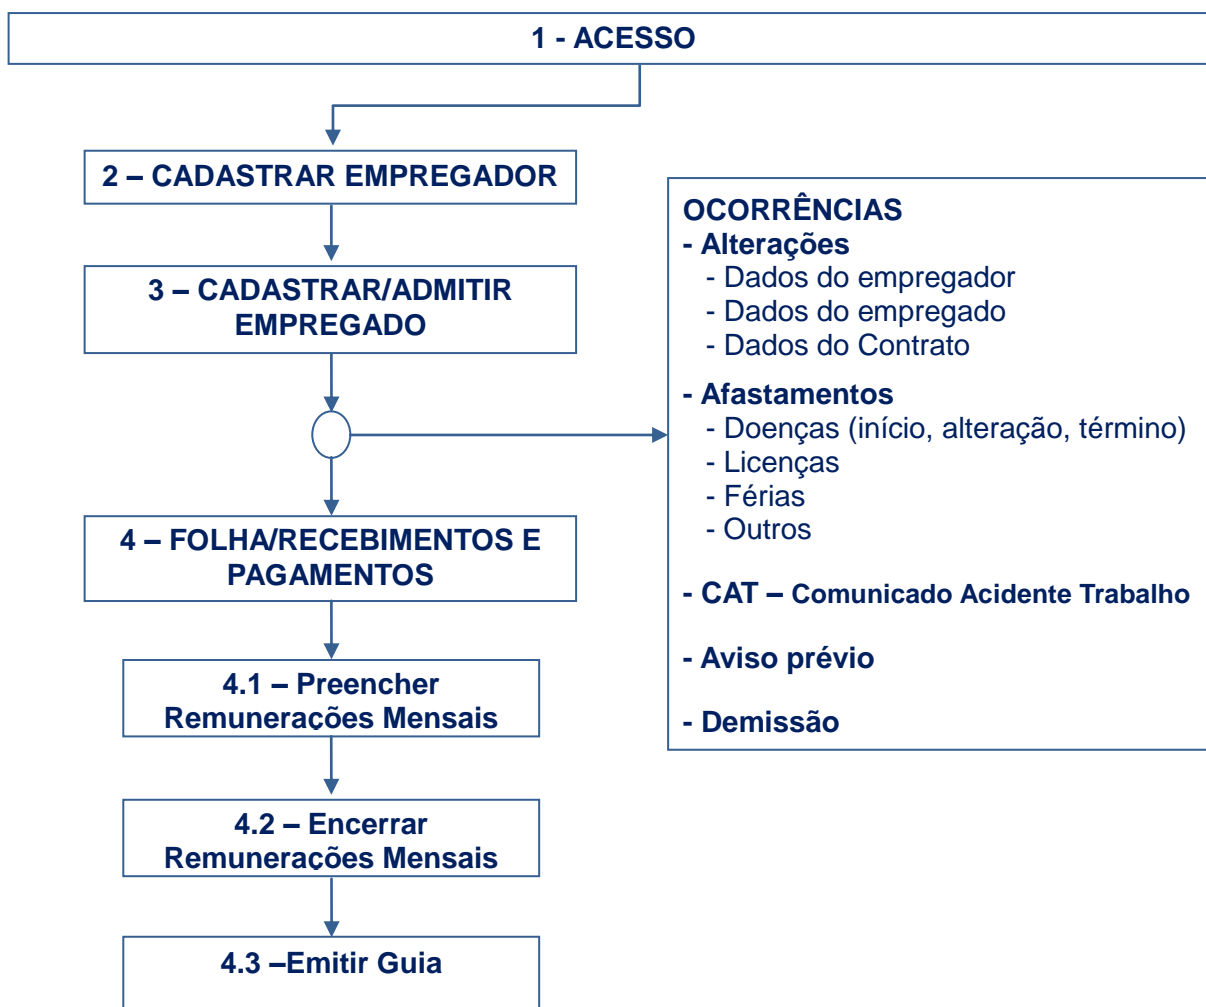 1 - ACESSO
2 – CADASTRAR EMPREGADOR
3 – CADASTRAR/ADMITIR
EMPREGADO
4 – FOLHA/RECEBIMENTOS E
PAGAMENTOS
4.1 – Preencher
Remunerações Mensais
4.2 – Encerrar
Remunerações Mensais
4.3 –Emitir Guia
OCORRÊNCIAS
- Alterações
- Dados do empregador
- Dados do empregado
- Dados do Contrato
- Afastamentos
- Doenças (início, alteração, término)
- Licenças
- Férias
- Outros
- CAT – Comunicado Acidente Trabalho
- Aviso prévio
- Demissão